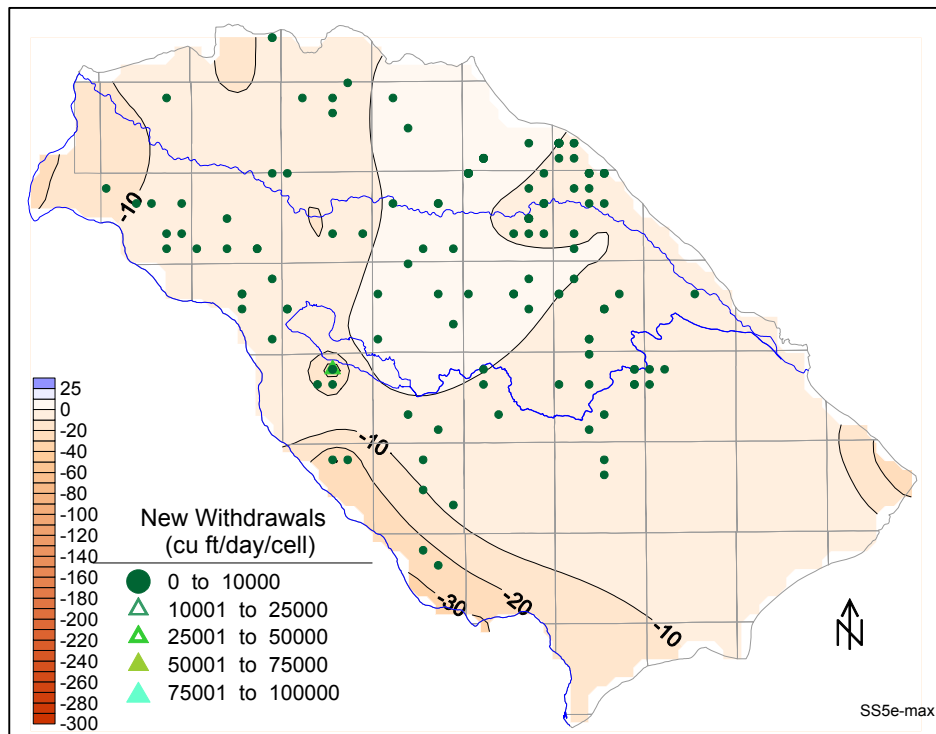 -10
-10
25
0
-20
-40
-60
-80
-100
-120
-140
-160
-180
-200
-220
-240
-260
-280
-300
New Withdrawals
(cu ft/day/cell)
0 to 10000
10001 to 25000
25001 to 50000
50001 to 75000
75001 to 100000
-30
-20
-10
N
SS5e-max